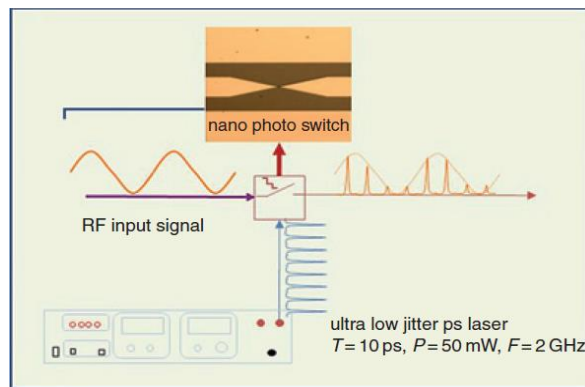 nano photo switch
RF input signal
ultra low jitter ps laser
T = 10 ps, P = 50 mW, F = 2 GHz